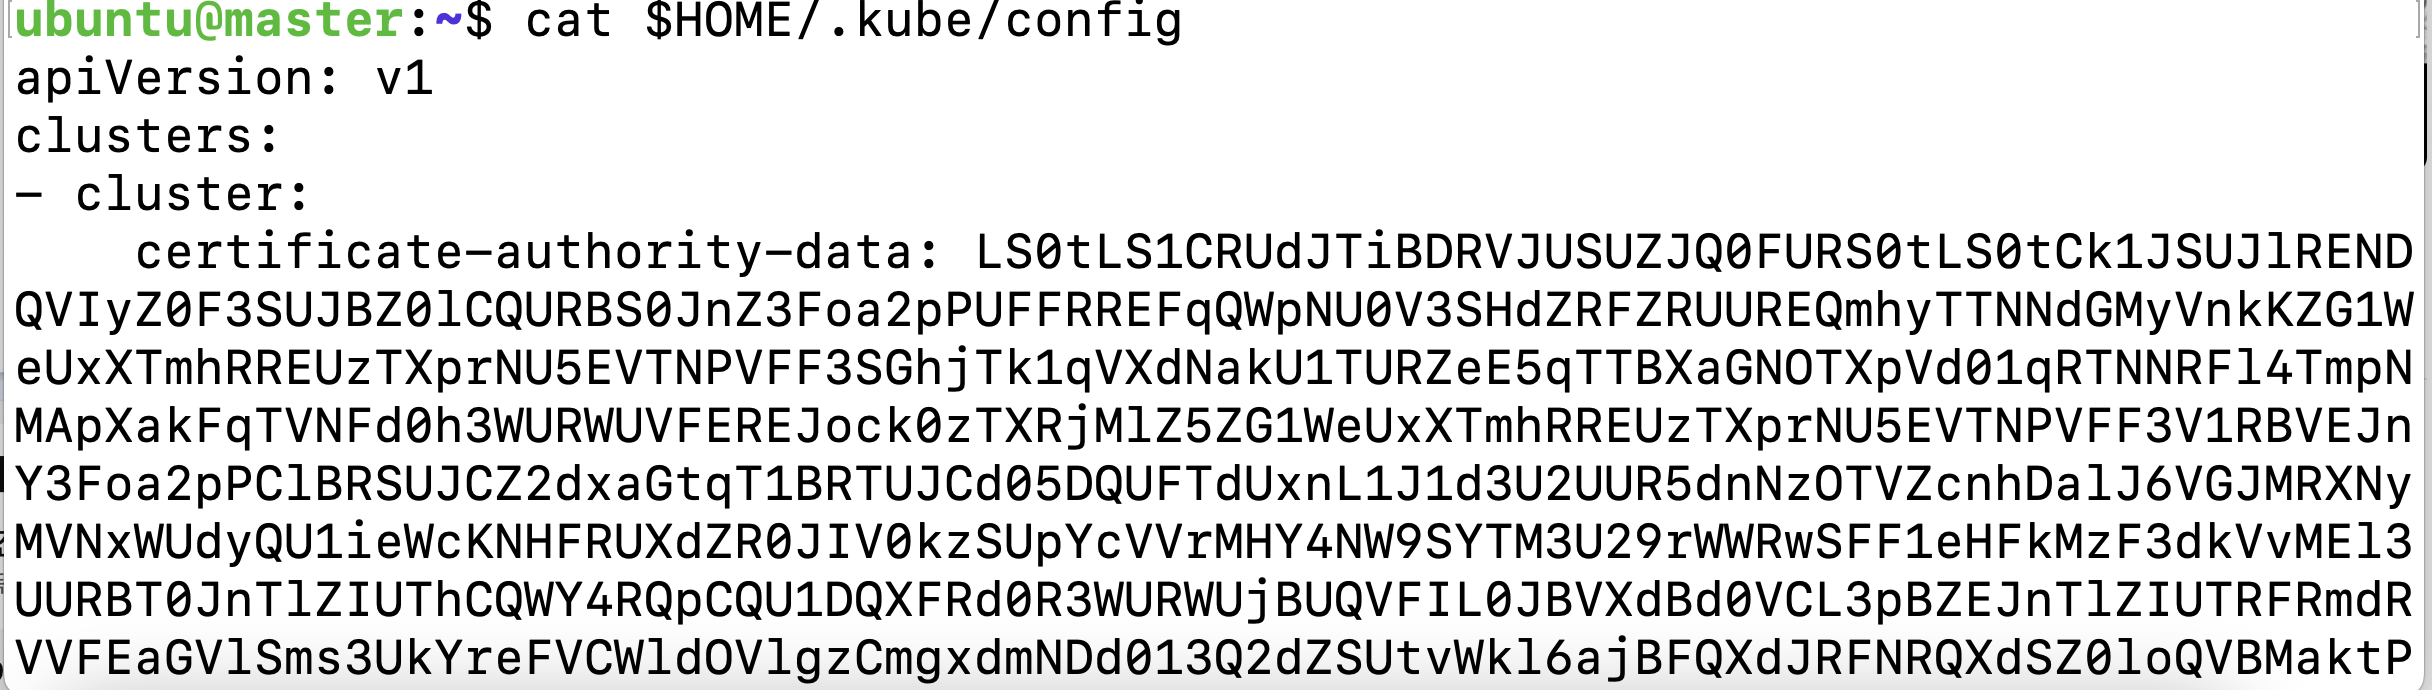 ubuntu@master:~$ cat $HOME/.kube/config
apiVersion: v1
clusters:
- cluster:
    certificate-authority-data: LS0tLS1CRUdJTiBDRVJUSUZJQ0FURS0tLS0tCk1JSUJlREND
QVIyZ0F3SUJBZ0lCQURBS0JnZ3Foa2pPUFFRREFqQWpNU0V3SHdZRFZRUUREQmhyTTNNdGMyVnkKZG1W
eUxXTmhRREUzTXprNU5EVTNPVFF3SGhjTk1qVXdNakU1TURZeE5qTTBXaGNOTXpVd01qRTNNRFl4TmpN
MApXakFqTVNFd0h3WURWUVFEREJock0zTXRjMlZ5ZG1WeUxXTmhRREUzTXprNU5EVTNPVFF3V1RBVEJn
Y3Foa2pPClBRSUJCZ2dxaGtqT1BRTUJCd05DQUFTdUxnL1J1d3U2UUR5dnNzOTVZcnhDalJ6VGJMRXNy
MVNxWUdyQU1ieWcKNHFRUXdZR0JIV0kzSUpYcVVrMHY4NW9SYTM3U29rWWRwSFF1eHFkMzF3dkVvMEl3
UURBT0JnTlZIUThCQWY4RQpCQU1DQXFRd0R3WURWUjBUQVFIL0JBVXdBd0VCL3pBZEJnTlZIUTRFRmdR
VVFEaGVlSms3UkYreFVCWldOVlgzCmgxdmNDd013Q2dZSUtvWkl6ajBFQXdJRFNRQXdSZ0loQVBMaktP